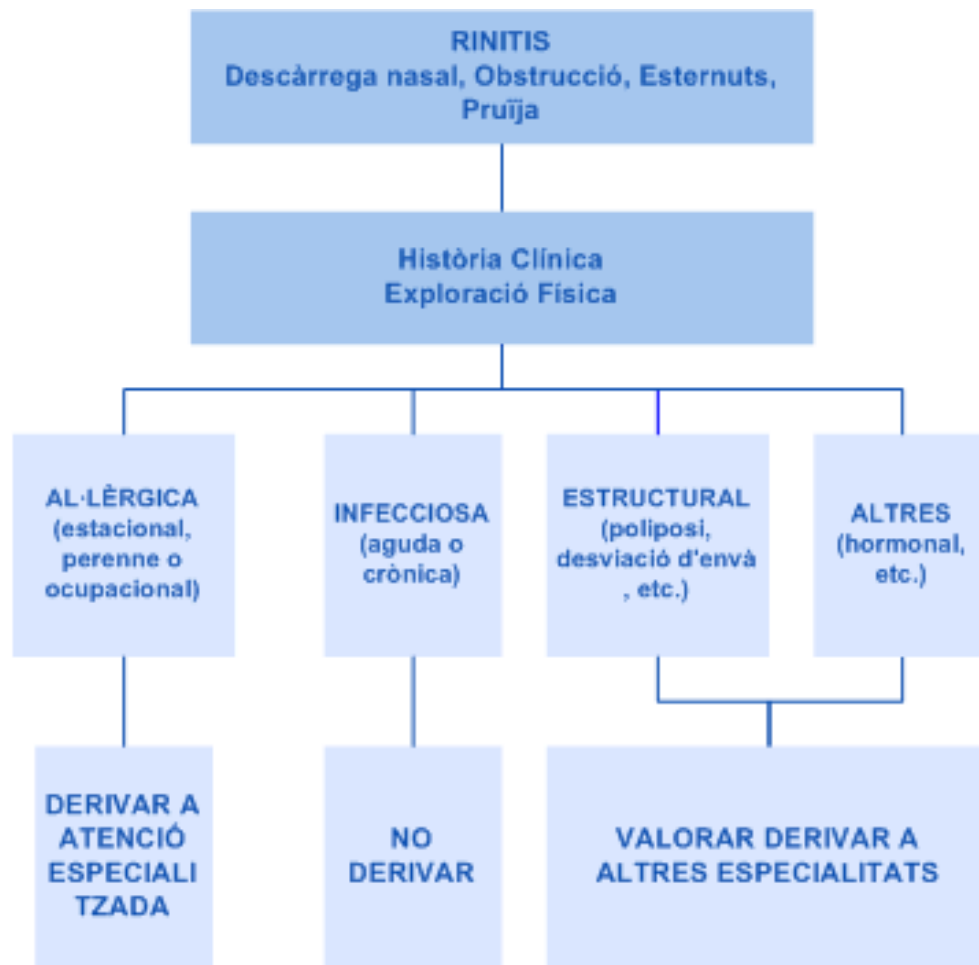 RINITIS
Descàrrega nasal, Obstrucció, Esternuts,
Pruïja
Història Clínica
Exploració Física
AL·LÈRGICA
(estacional,
perenne o
ocupacional)
INFECCIOSA
(aguda o
crònica)
ESTRUCTURAL
(poliposi,
desviació d'envà
, etc.)
ALTRES
(hormonal,
etc.)
DERIVAR A
ATENCIÓ
ESPECIALI
TZADA
NO
DERIVAR
VALORAR DERIVAR A
ALTRES ESPECIALITATS